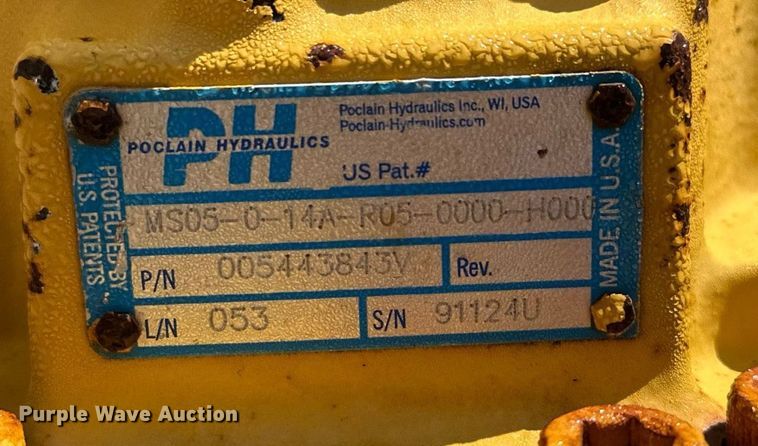 PH
POCLAIN HYDRAULICS
Poclain Hydraulics Inc., WI, USA
Poclain-Hydraulics.com
US Pat.#
PROTECTED BY
U.S. PATENTS
MS05-0-14A-R05-0000-H000
MADE IN U.S.A.
P/N 005443843V
Rev.
L/N 053
S/N 91124U
Purple Wave Auction